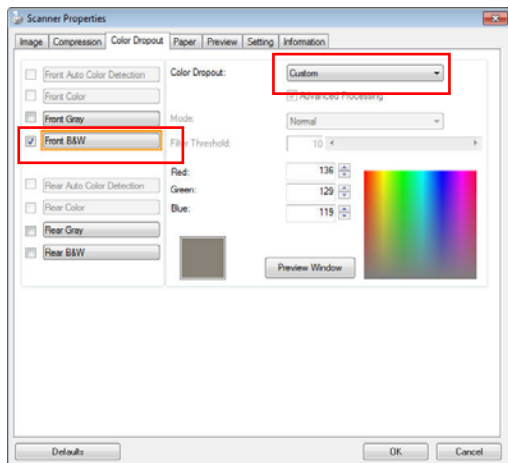 Scanner Properties
Image Compression Color Dropout Paper Preview Setting Information
Front Auto Color Detection
Front Color
Front Gray
Front B&W
Rear Auto Color Detection
Rear Color
Rear Gray
Rear B&W
Color Dropout: Custom
Advanced Processing
Mode: Normal
Filter Threshold: 10
Red: 136
Green: 129
Blue: 119
Preview Window
Defaults OK Cancel